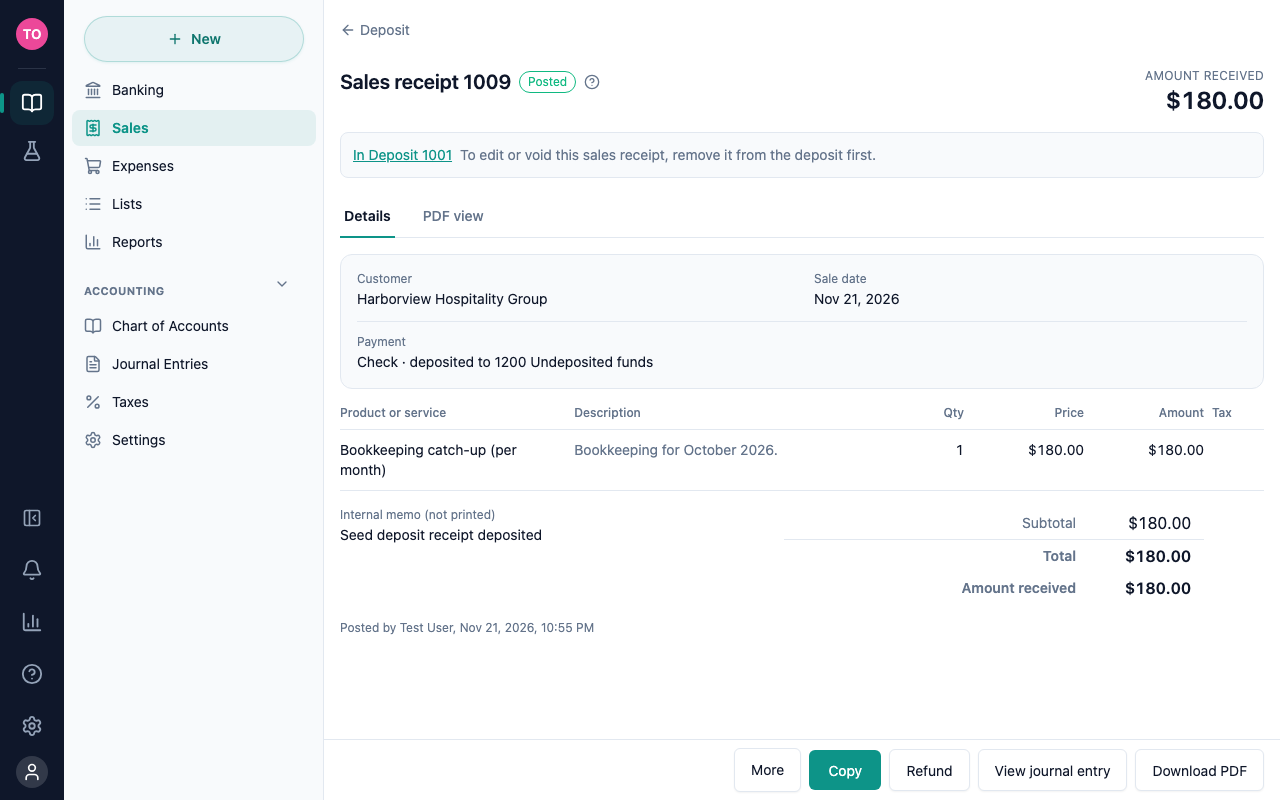 TO
New
Banking
Sales
Expenses
Lists
Reports
ACCOUNTING
Chart of Accounts
Journal Entries
Taxes
Settings
Deposit
Sales receipt 1009
Posted
AMOUNT RECEIVED
$180.00
In Deposit 1001 To edit or void this sales receipt, remove it from the deposit first.
Details PDF view
Customer
Harborview Hospitality Group
Sale date
Nov 21, 2026
Payment
Check · deposited to 1200 Undeposited funds
Product or service Description Qty Price Amount Tax
Bookkeeping catch-up (per Bookkeeping for October 2026. 1 $180.00 $180.00
month)
Internal memo (not printed)
Seed deposit receipt deposited
Subtotal $180.00
Total $180.00
Amount received $180.00
Posted by Test User, Nov 21, 2026, 10:55 PM
More Copy Refund View journal entry Download PDF